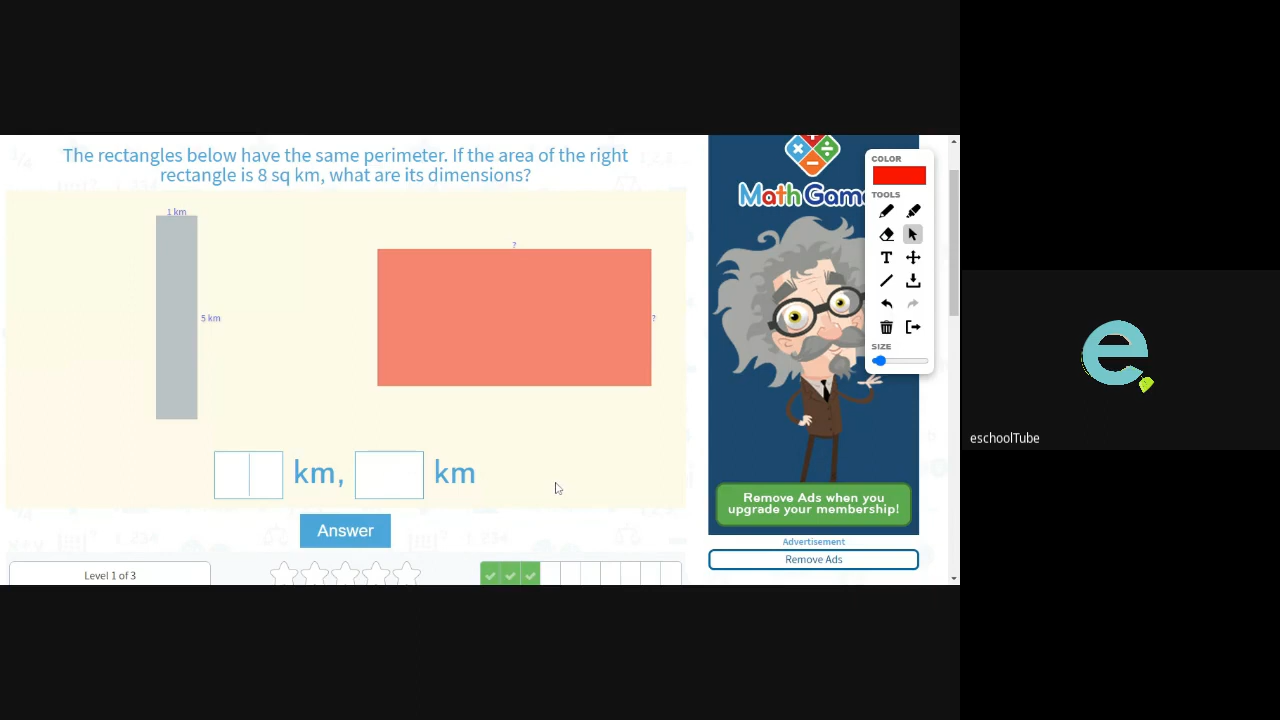 The rectangles below have the same perimeter. If the area of the right
rectangle is 8 sq km, what are its dimensions?
1 km
5 km
?
?
km,
km
Answer
Level 1 of 3
Math Game
Remove Ads when you
upgrade your membership!
Advertisement
Remove Ads
COLOR
TOOLS
T
SIZE
e
eschoolTube